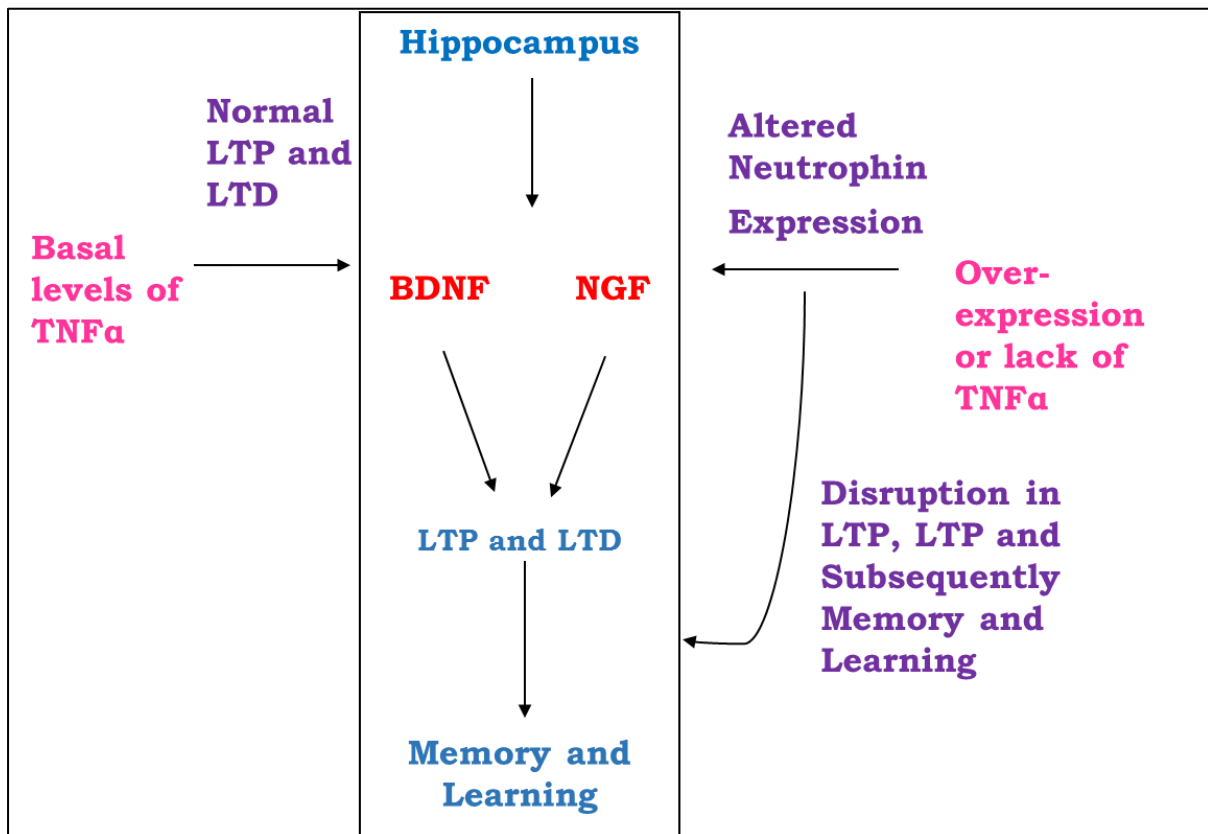 Hippocampus
Normal
LTP and
LTD
Altered
Neutrophin
Expression
Basal
levels of
TNFα
BDNF
NGF
Over-
expression
or lack of
TNFα
LTP and LTD
Disruption in
LTP, LTP and
Subsequently
Memory and
Learning
Memory and
Learning